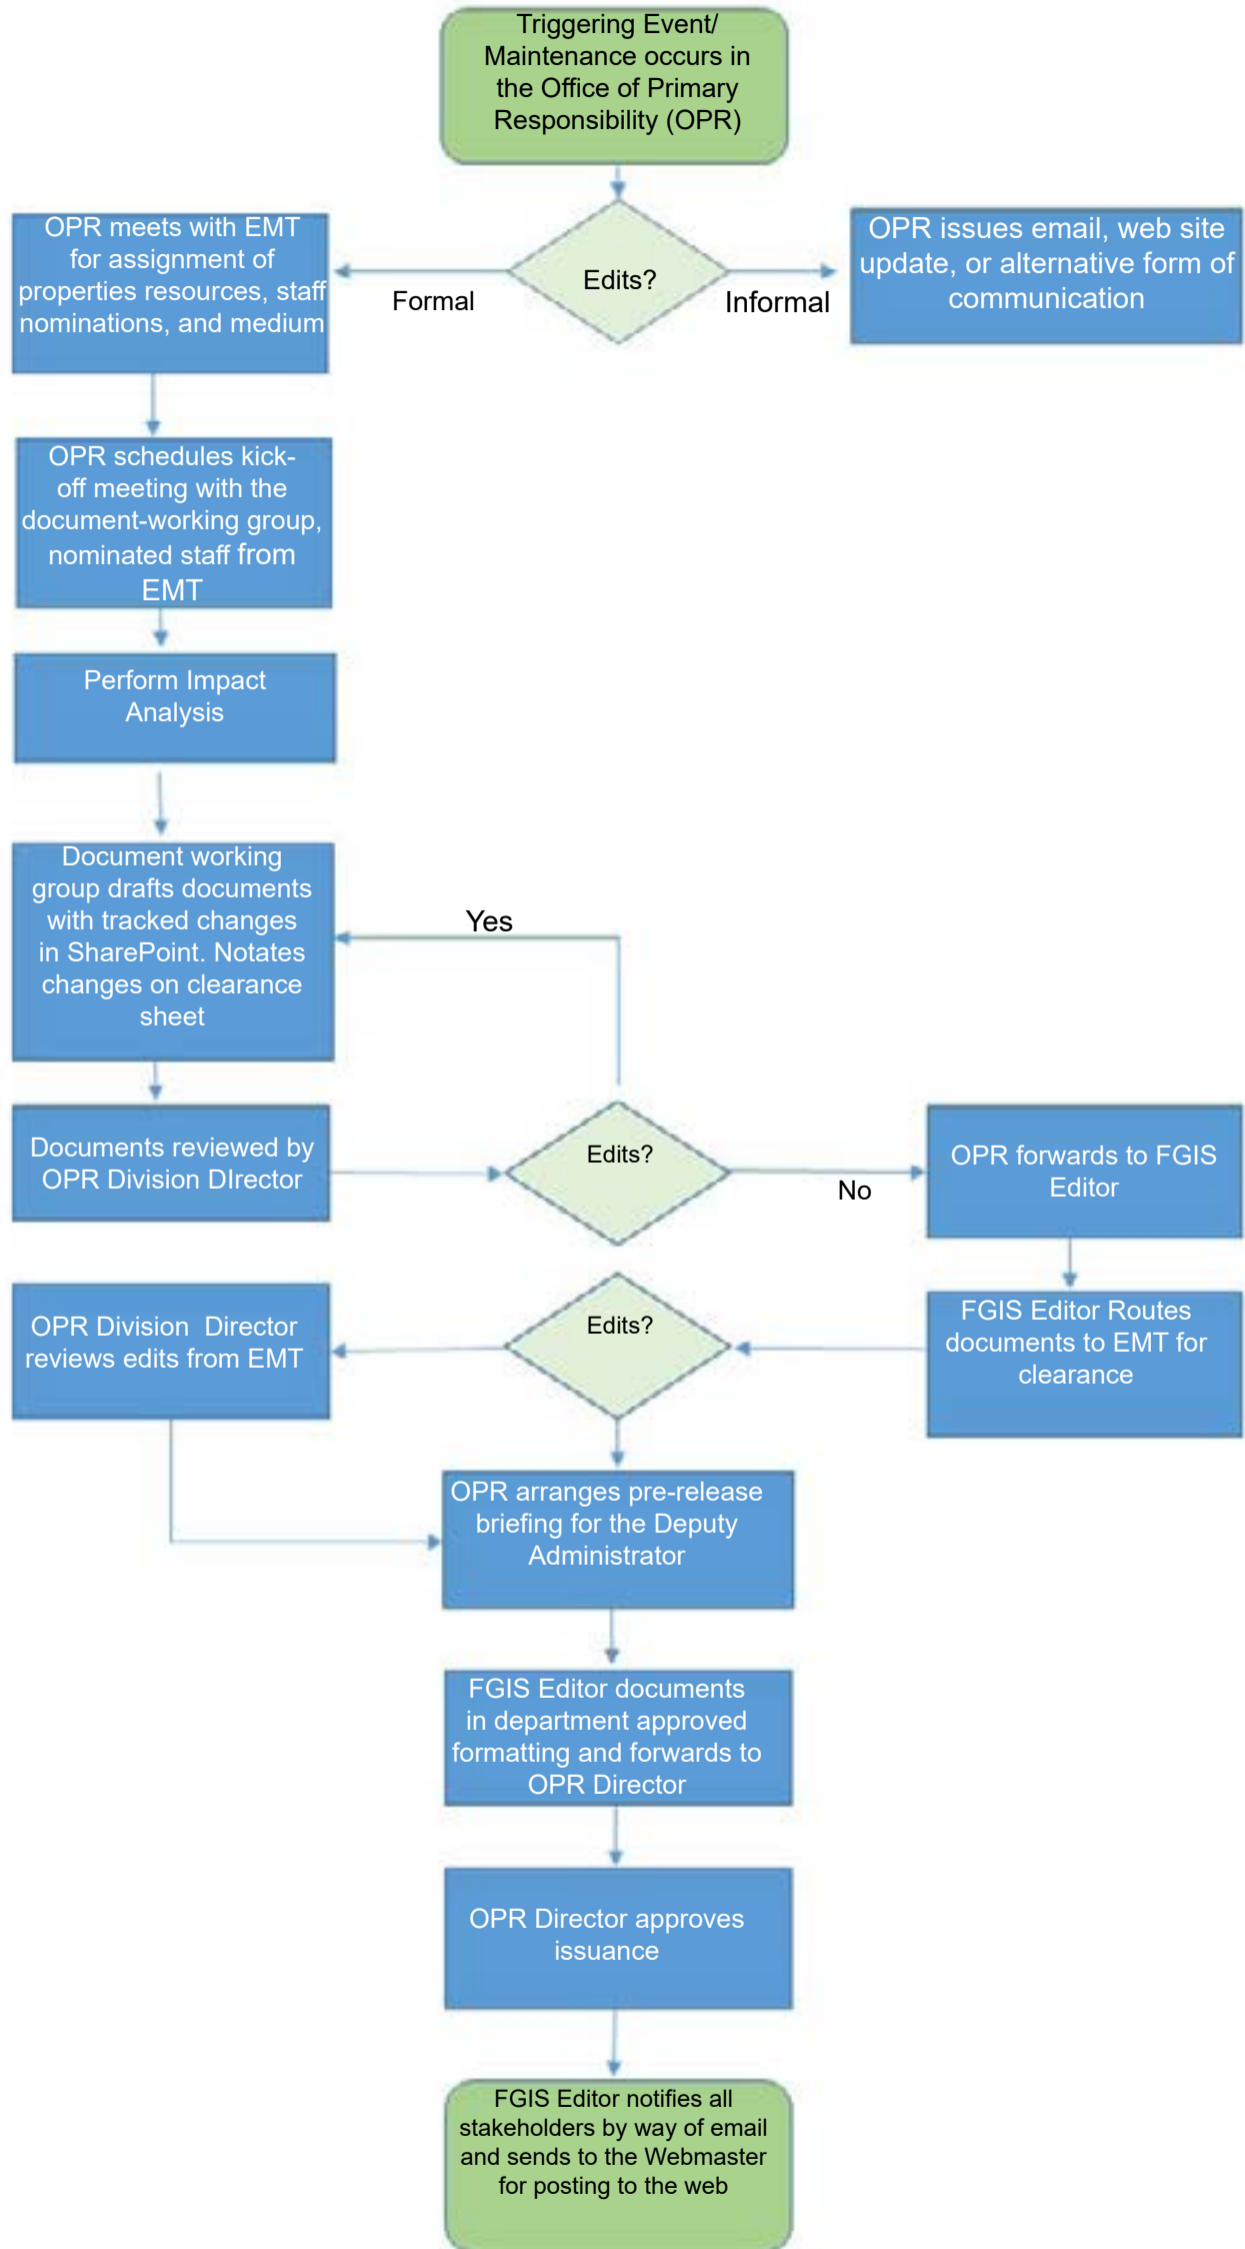 Triggering Event/
Maintenance occurs in
the Office of Primary
Responsibility (OPR)
OPR meets with EMT
for assignment of
properties resources, staff
nominations, and medium
Formal
Edits?
Informal
OPR issues email, web site
update, or alternative form of
communication
OPR schedules kick-
off meeting with the
document-working group,
nominated staff from
EMT
Perform Impact
Analysis
Document working
group drafts documents
with tracked changes
in SharePoint. Notates
changes on clearance
sheet
Yes
Documents reviewed by
OPR Division DIrector
Edits?
No
OPR forwards to FGIS
Editor
FGIS Editor Routes
documents to EMT for
clearance
Edits?
OPR Division  Director
reviews edits from EMT
OPR arranges pre-release
briefing for the Deputy
Administrator
FGIS Editor documents
in department approved
formatting and forwards to
OPR Director
OPR Director approves
issuance
FGIS Editor notifies all
stakeholders by way of email
and sends to the Webmaster
for posting to the web